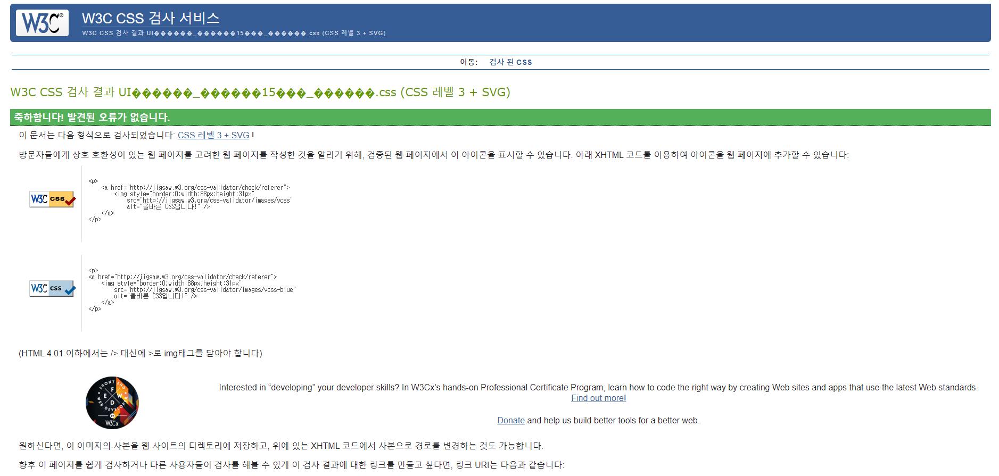 W3C®
W3C CSS 검사 서비스
W3C CSS 검사 결과 UI������_������15���_������.css (CSS 레벨 3 + SVG)
이동: 검사 된 CSS
W3C CSS 검사 결과 UI������_������15���_������.css (CSS 레벨 3 + SVG)
축하합니다! 발견된 오류가 없습니다.
이 문서는 다음 형식으로 검사되었습니다: CSS 레벨 3 + SVG !
방문자들에게 상호 호환성이 있는 웹 페이지를 고려한 웹 페이지를 작성한 것을 알리기 위해, 검증된 웹 페이지에서 이 아이콘을 표시할 수 있습니다. 아래 XHTML 코드를 이용하여 아이콘을 웹 페이지에 추가할 수 있습니다:
W3C css
<p>
<a href="http://jigsaw.w3.org/css-validator/check/referer">
<img style="border:0;width:88px;height:31px"
src="http://jigsaw.w3.org/css-validator/images/vcss"
alt="올바른 CSS입니다!" />
</a>
</p>
W3C css
<p>
<a href="http://jigsaw.w3.org/css-validator/check/referer">
<img style="border:0;width:88px;height:31px"
src="http://jigsaw.w3.org/css-validator/images/vcss-blue"
alt="올바른 CSS입니다!" />
</a>
</p>
(HTML 4.01 이하에서는 /> 대신에 >로 img태그를 닫아야 합니다)
FRONT END
F
E W
D
WEB DEVELOPER
BY
W3Cx
Interested in “developing” your developer skills? In W3Cx’s hands-on Professional Certificate Program, learn how to code the right way by creating Web sites and apps that use the latest Web standards.
Find out more!
Donate and help us build better tools for a better web.
원하신다면, 이 이미지의 사본을 웹 사이트의 디렉토리에 저장하고, 위에 있는 XHTML 코드에서 사본으로 경로를 변경하는 것도 가능합니다.
향후 이 페이지를 쉽게 검사하거나 다른 사용자들이 검사를 해볼 수 있게 이 검사 결과에 대한 링크를 만들고 싶다면, 링크 URI는 다음과 같습니다: